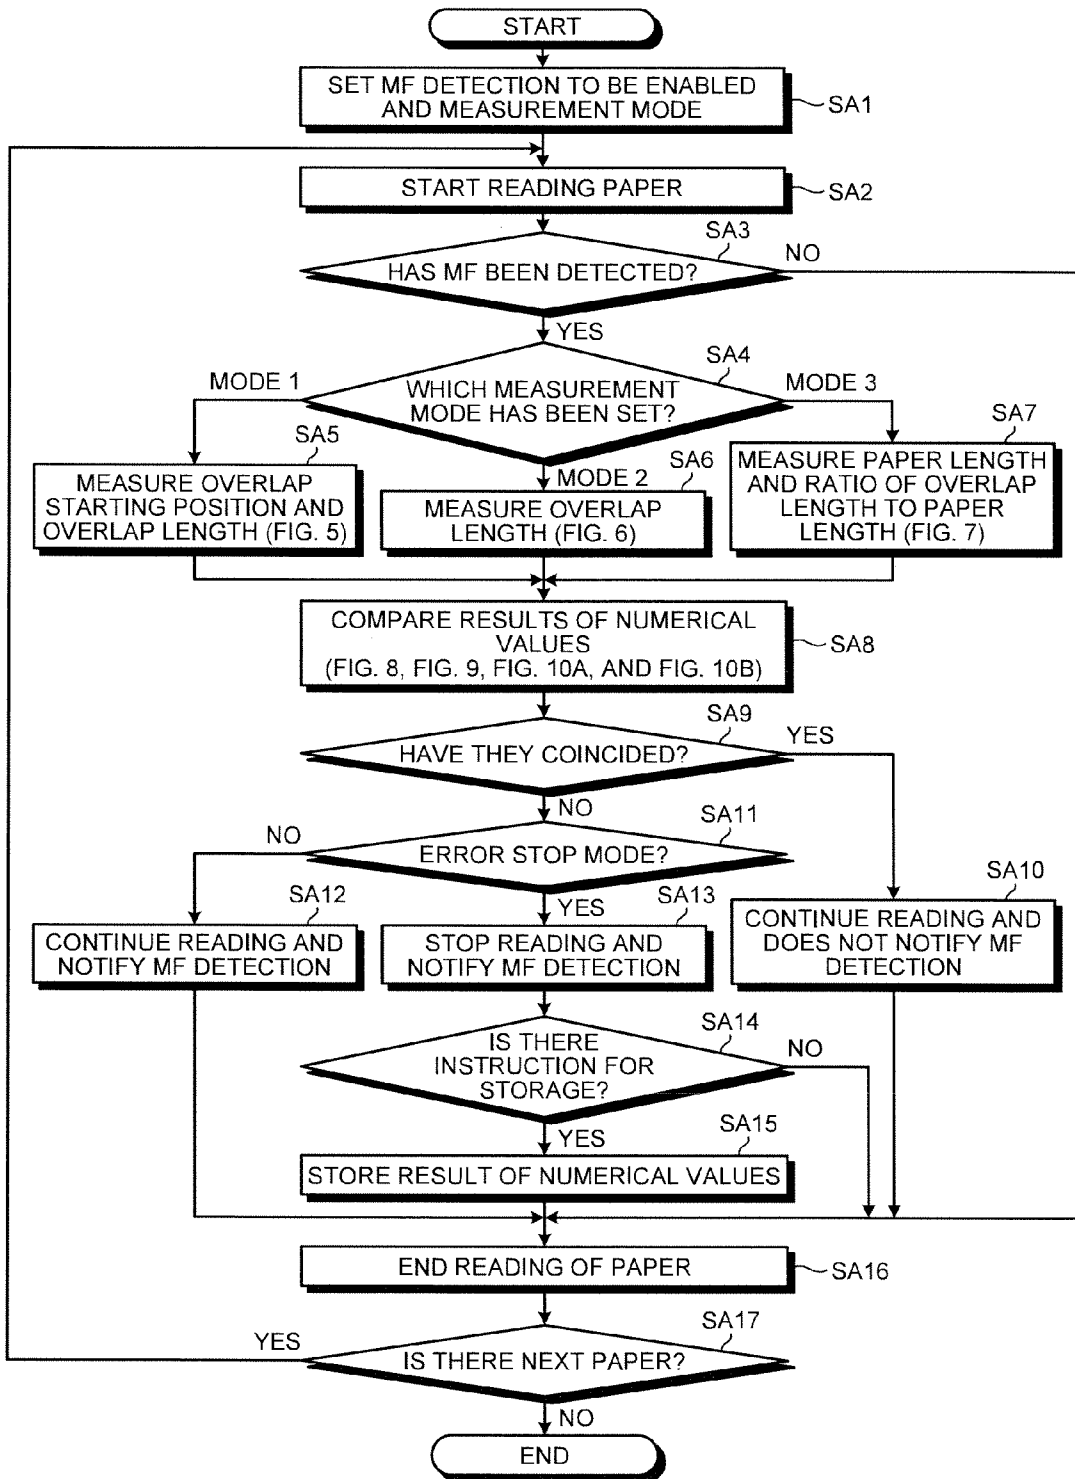 START
SET MF DETECTION TO BE ENABLED
AND MEASUREMENT MODE
SA1
START READING PAPER
SA2
SA3
HAS MF BEEN DETECTED?
NO
YES
SA4
WHICH MEASUREMENT
MODE HAS BEEN SET?
MODE 1
MODE 3
MODE 2
SA5
MEASURE OVERLAP
STARTING POSITION AND
OVERLAP LENGTH (FIG. 5)
SA6
MEASURE OVERLAP
LENGTH (FIG. 6)
SA7
MEASURE PAPER LENGTH
AND RATIO OF OVERLAP
LENGTH TO PAPER
LENGTH (FIG. 7)
COMPARE RESULTS OF NUMERICAL
VALUES
(FIG. 8, FIG. 9, FIG. 10A, AND FIG. 10B)
SA8
SA9
HAVE THEY COINCIDED?
YES
NO
SA11
ERROR STOP MODE?
NO
YES
SA12
CONTINUE READING AND
NOTIFY MF DETECTION
SA13
STOP READING AND
NOTIFY MF DETECTION
SA10
CONTINUE READING AND
DOES NOT NOTIFY MF
DETECTION
SA14
IS THERE
INSTRUCTION FOR
STORAGE?
NO
YES
SA15
STORE RESULT OF NUMERICAL VALUES
END READING OF PAPER
SA16
SA17
IS THERE NEXT PAPER?
YES
NO
END